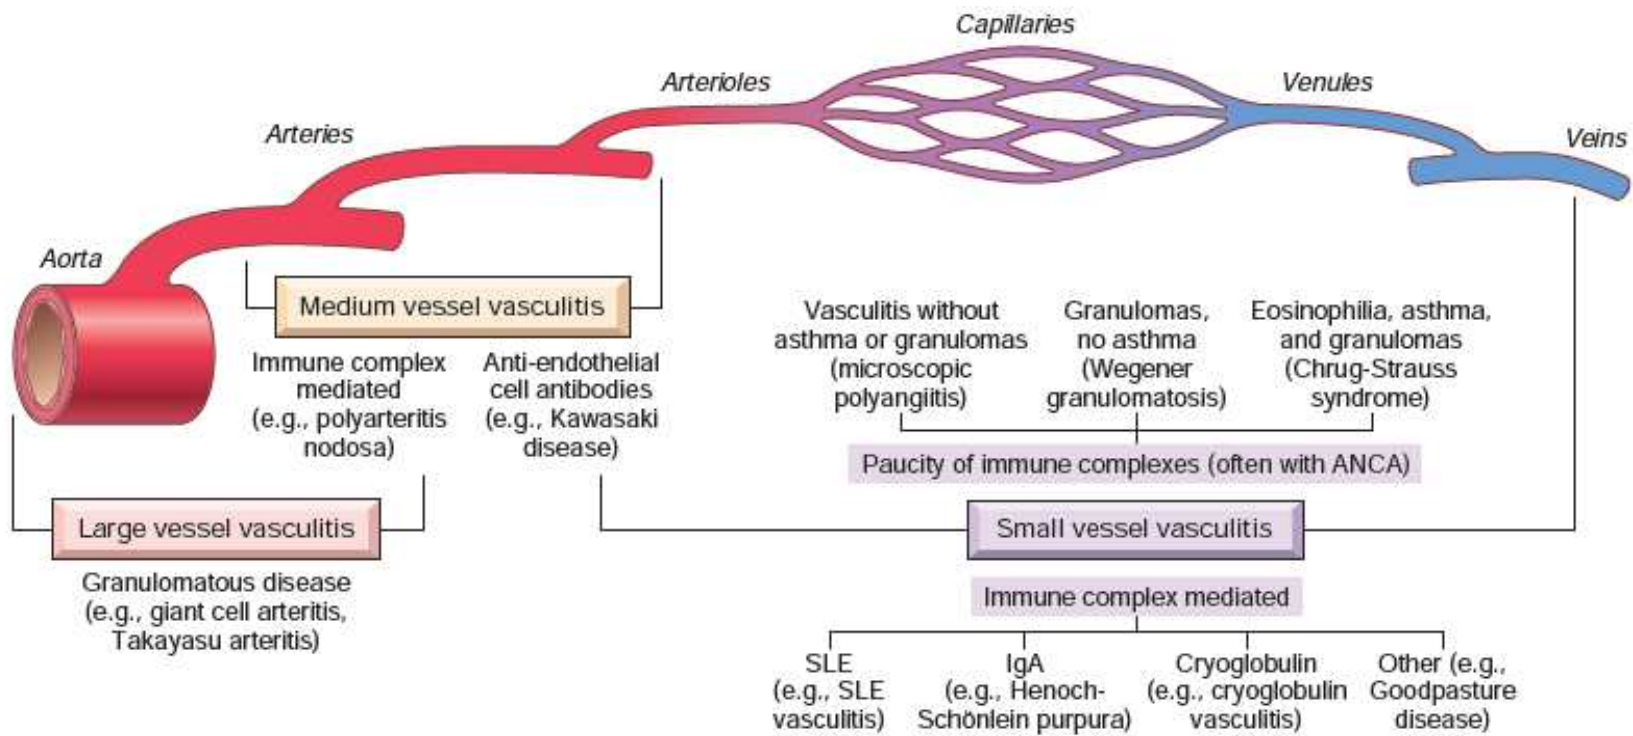 Capillaries
Arterioles
Venules
Arteries
Veins
Aorta
Medium vessel vasculitis
Immune complex
mediated
(e.g., polyarteritis
nodosa)
Anti-endothelial
cell antibodies
(e.g., Kawasaki
disease)
Vasculitis without
asthma or granulomas
(microscopic
polyangiitis)
Granulomas,
no asthma
(Wegener
granulomatosis)
Eosinophilia, asthma,
and granulomas
(Chrug-Strauss
syndrome)
Paucity of immune complexes (often with ANCA)
Large vessel vasculitis
Granulomatous disease
(e.g., giant cell arteritis,
Takayasu arteritis)
Small vessel vasculitis
Immune complex mediated
SLE
(e.g., SLE
vasculitis)
IgA
(e.g., Henoch-
Schönlein purpura)
Cryoglobulin
(e.g., cryoglobulin
vasculitis)
Other (e.g.,
Goodpasture
disease)